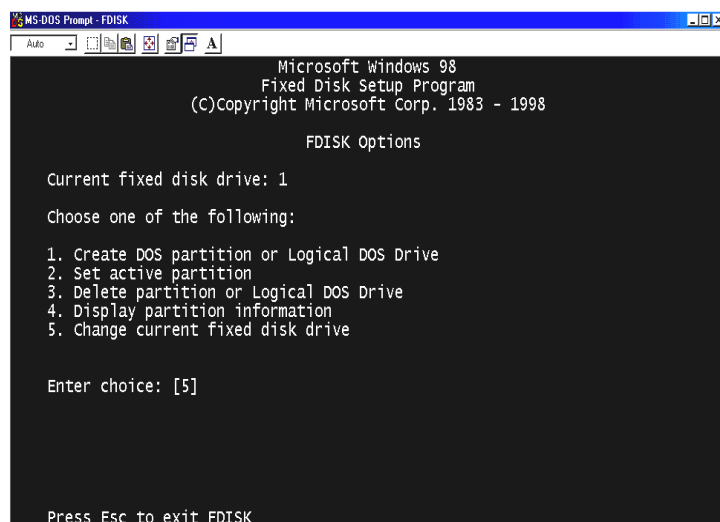 MS-DOS Prompt - FDISK
Auto
A
Microsoft Windows 98
Fixed Disk Setup Program
(C)Copyright Microsoft Corp. 1983 - 1998
FDISK Options
Current fixed disk drive: 1
Choose one of the following:
1. Create DOS partition or Logical DOS Drive
2. Set active partition
3. Delete partition or Logical DOS Drive
4. Display partition information
5. Change current fixed disk drive
Enter choice: [5]
Press Esc to exit FDISK